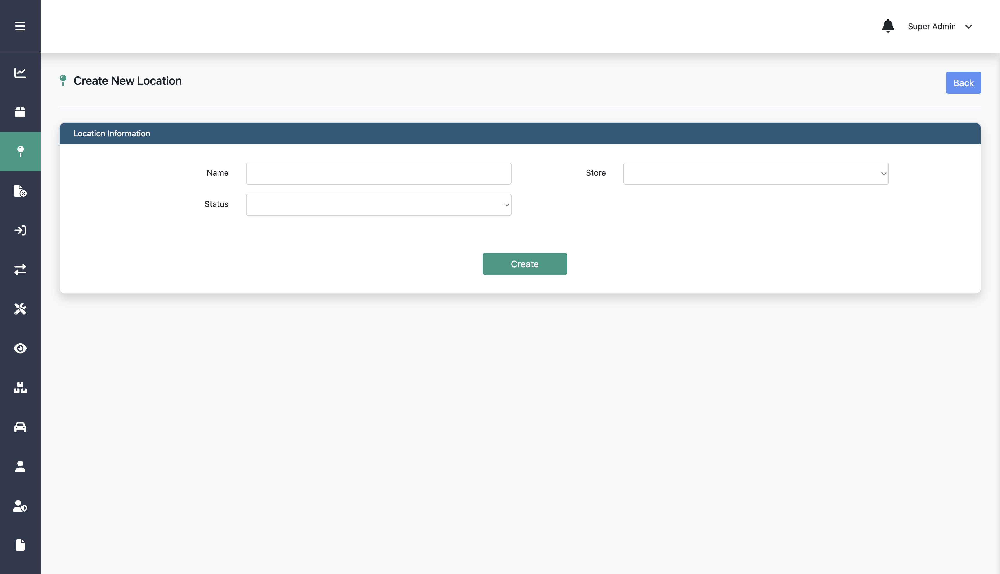 Super Admin
Create New Location
Back
Location Information
Name
Store
Status
Create